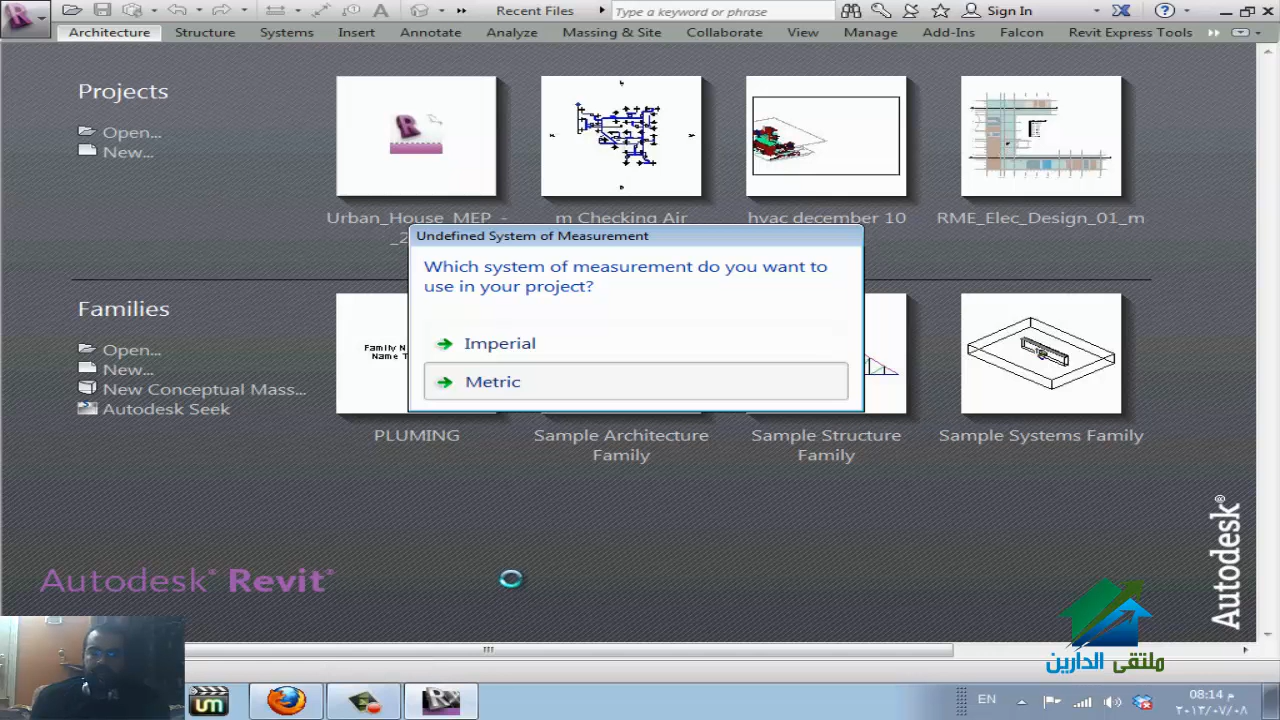 Recent Files
Type a keyword or phrase
Sign In
Architecture
Structure
Systems
Insert
Annotate
Analyze
Massing & Site
Collaborate
View
Manage
Add-Ins
Falcon
Revit Express Tools
Projects
Open...
New...
Urban_House_MEP_-
m Checking Air
hvac december 10
RME_Elec_Design_01_m
Undefined System of Measurement
Which system of measurement do you want to
use in your project?
Imperial
Metric
Families
Open...
New...
New Conceptual Mass...
Autodesk Seek
PLUMING
Sample Architecture
Family
Sample Structure
Family
Sample Systems Family
Autodesk® Revit®
Autodesk®
ملتقى الدارين
um
EN
08:14 م
٢٠١٣/٠٧/٠٨